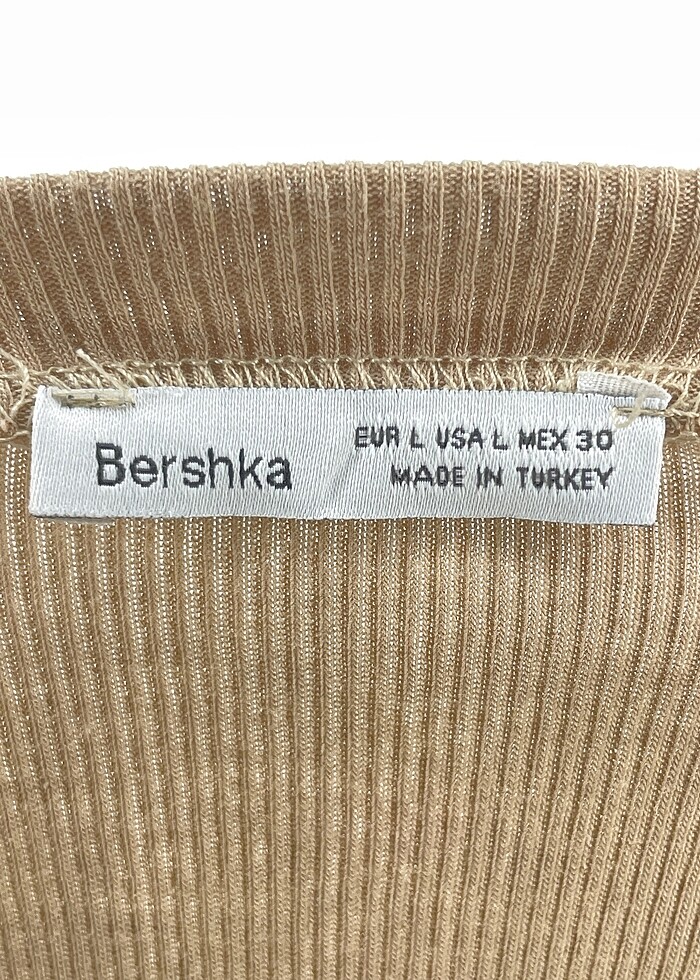 Bershka
EUR L USA L MEX 30
MADE IN TURKEY